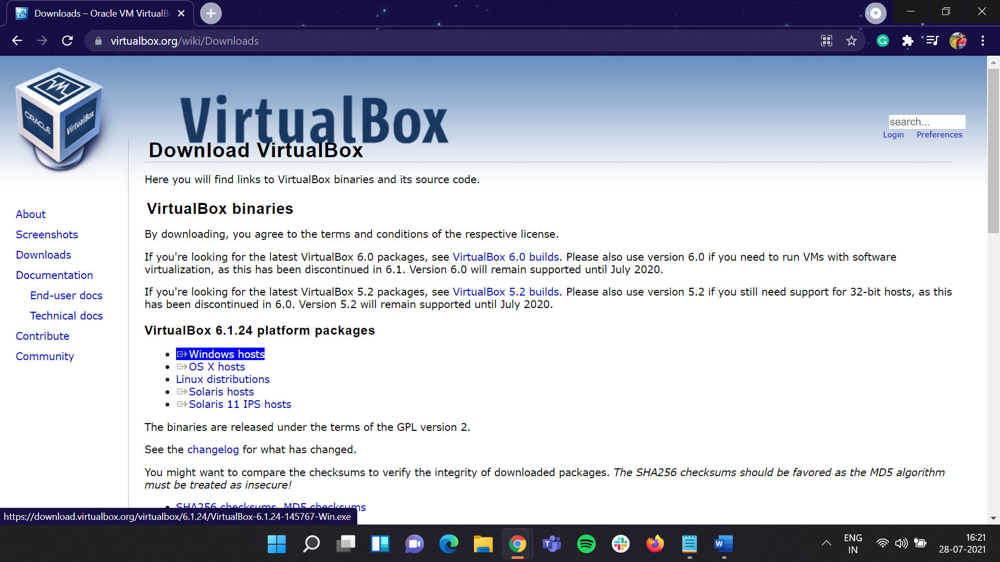 Downloads – Oracle VM VirtualB
virtualbox.org/wiki/Downloads
ORACLE
VirtualBox
VirtualBox
search...
Login Preferences
Download VirtualBox
Here you will find links to VirtualBox binaries and its source code.
VirtualBox binaries
About
By downloading, you agree to the terms and conditions of the respective license.
Screenshots
Downloads
If you're looking for the latest VirtualBox 6.0 packages, see VirtualBox 6.0 builds. Please also use version 6.0 if you need to run VMs with software
virtualization, as this has been discontinued in 6.1. Version 6.0 will remain supported until July 2020.
Documentation
End-user docs
Technical docs
Contribute
Community
If you're looking for the latest VirtualBox 5.2 packages, see VirtualBox 5.2 builds. Please also use version 5.2 if you still need support for 32-bit hosts, as this
has been discontinued in 6.0. Version 5.2 will remain supported until July 2020.
VirtualBox 6.1.24 platform packages
Windows hosts
OS X hosts
Linux distributions
Solaris hosts
Solaris 11 IPS hosts
The binaries are released under the terms of the GPL version 2.
See the changelog for what has changed.
You might want to compare the checksums to verify the integrity of downloaded packages. The SHA256 checksums should be favored as the MD5 algorithm
must be treated as insecure!
SHA256 checksums, MD5 checksums
https://download.virtualbox.org/virtualbox/6.1.24/VirtualBox-6.1.24-145767-Win.exe
ENG
IN
16:21
28-07-2021